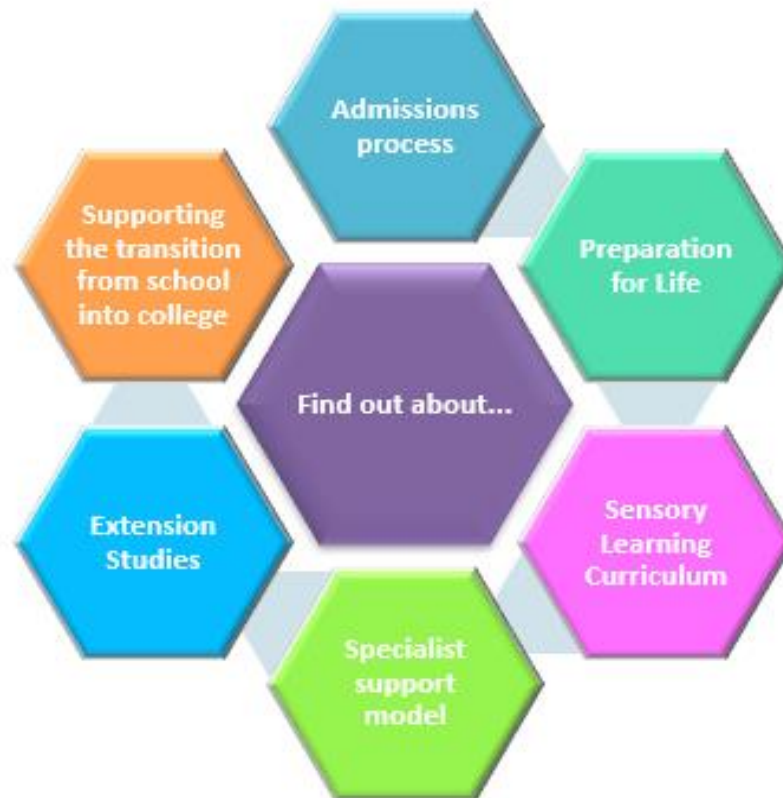 Admissions
process
Supporting
the transition
from school
into college
Preparation
for Life
Find out about...
Extension
Studies
Sensory
Learning
Curriculum
Specialist
support
model